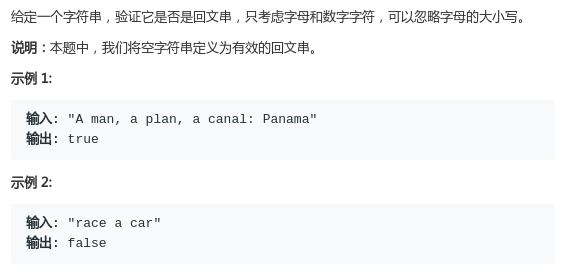 给定一个字符串，验证它是否是回文串，只考虑字母和数字字符，可以忽略字母的大小写。
说明：本题中，我们将空字符串定义为有效的回文串。
示例 1:
输入: "A man, a plan, a canal: Panama"
输出: true
示例 2:
输入: "race a car"
输出: false